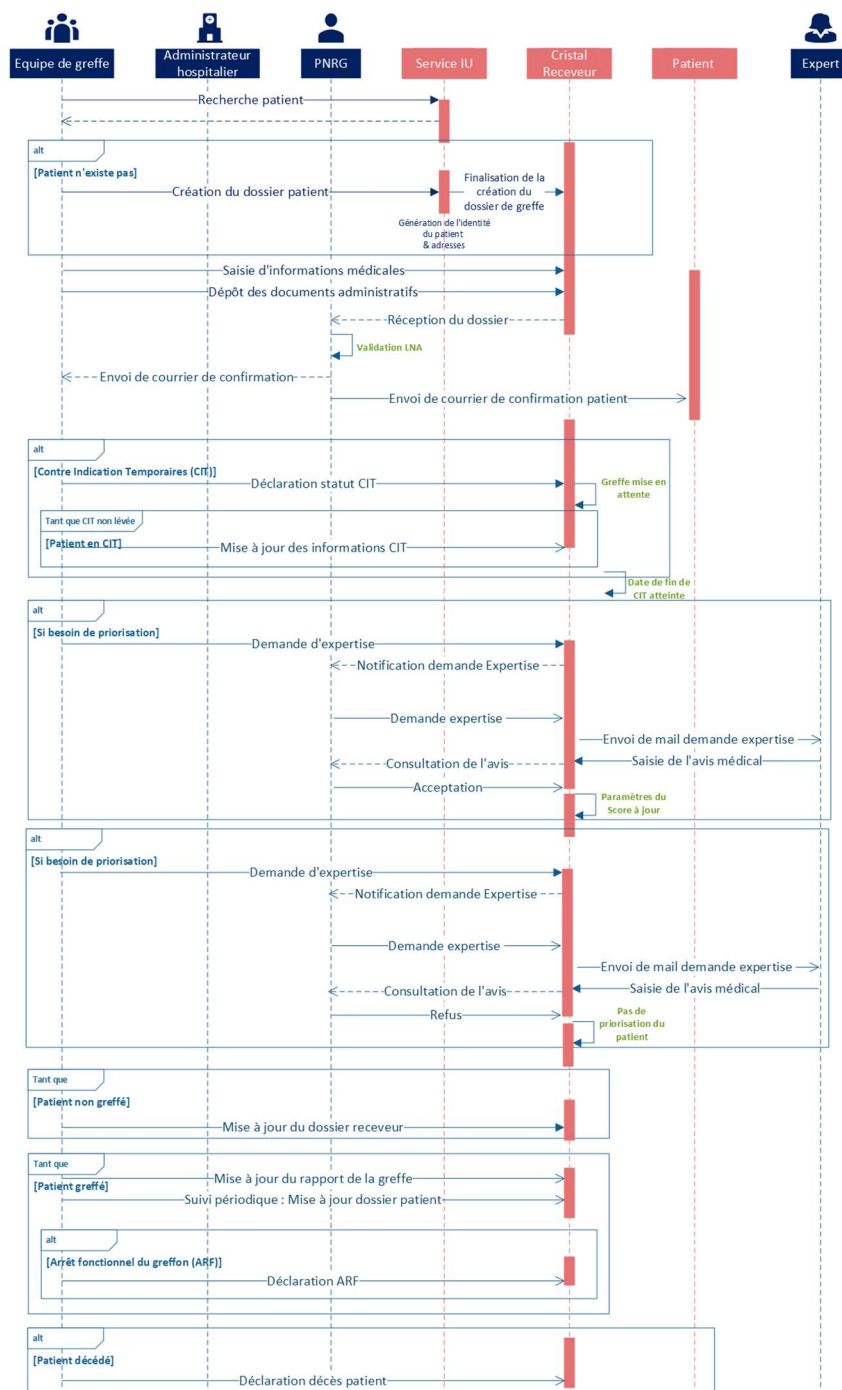 Equipe de greffe
Administrateur
hospitalier
PNRG
Service IU
Cristal
Receveur
Patient
Expert
Recherche patient
alt
[Patient n'existe pas]
Création du dossier patient
Finalisation de la
création du
dossier de greffe
Génération de l'identité
du patient
& adresses
Saisie d'informations médicales
Dépôt des documents administratifs
Réception du dossier
Validation LNA
Envoi de courrier de confirmation
Envoi de courrier de confirmation patient
alt
[Contre Indication Temporaires (CIT)]
Déclaration statut CIT
Greffe mise en
attente
Tant que CIT non lévée
[Patient en CIT]
Mise à jour des informations CIT
Date de fin de
CIT atteinte
alt
[Si besoin de priorisation]
Demande d'expertise
Notification demande Expertise
Demande expertise
Envoi de mail demande expertise
Saisie de l'avis médical
Consultation de l'avis
Acceptation
Paramètres du
Score à jour
alt
[Si besoin de priorisation]
Demande d'expertise
Notification demande Expertise
Demande expertise
Envoi de mail demande expertise
Saisie de l'avis médical
Consultation de l'avis
Refus
Pas de
priorisation du
patient
Tant que
[Patient non greffé]
Mise à jour du dossier receveur
Tant que
[Patient greffé]
Mise à jour du rapport de la greffe
Suivi périodique : Mise à jour dossier patient
alt
[Arrêt fonctionnel du greffon (ARF)]
Déclaration ARF
alt
[Patient décédé]
Déclaration décès patient